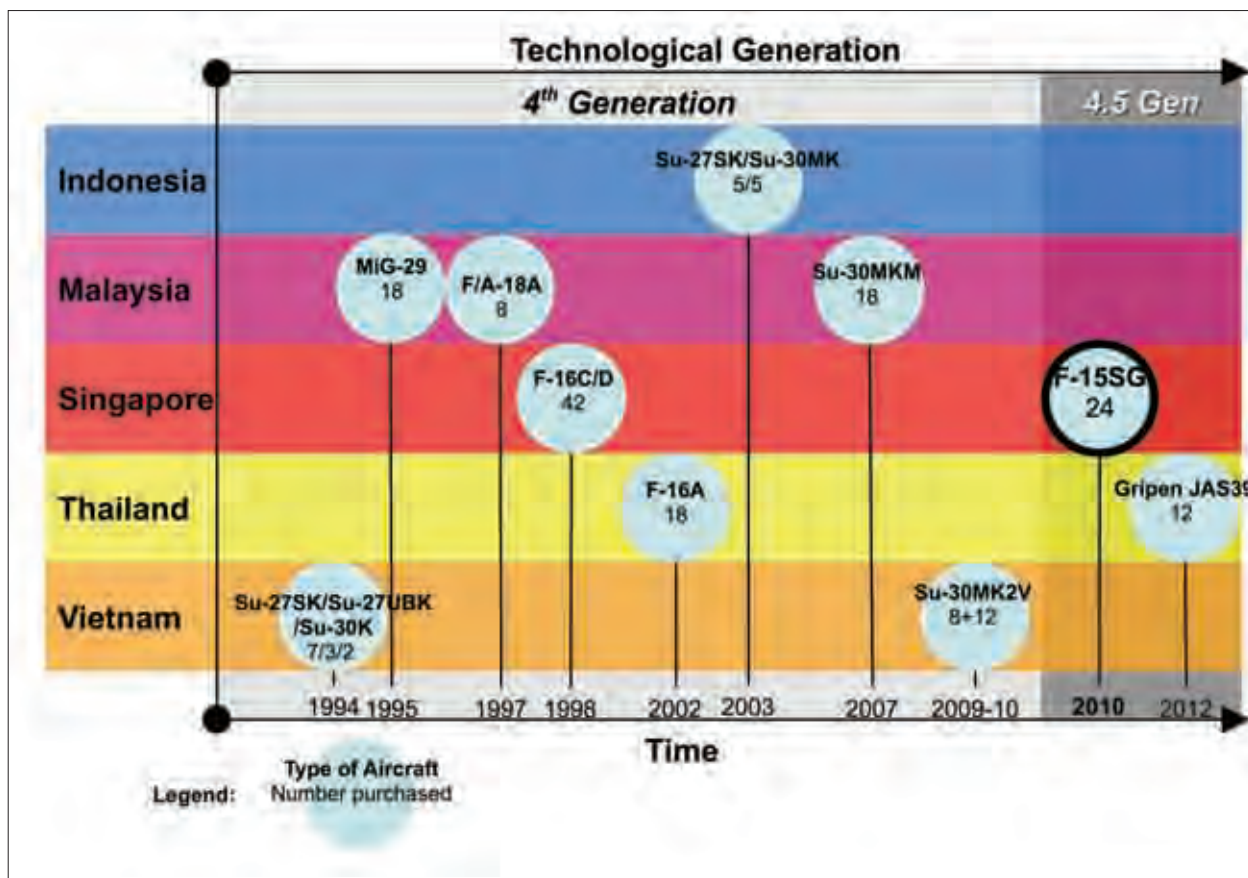 Technological Generation
4th Generation
4.5 Gen
Indonesia
Su-27SK/Su-30MK
5/5
Malaysia
MiG-29
18
F/A-18A
8
Su-30MKM
18
Singapore
F-16C/D
42
F-15SG
24
Thailand
F-16A
18
Gripen JAS39
12
Vietnam
Su-27SK/Su-27UBK
/Su-30K
7/3/2
Su-30MK2V
8+12
1994 1995 1997 1998 2002 2003 2007 2009-10 2010 2012
Time
Legend:
Type of Aircraft
Number purchased